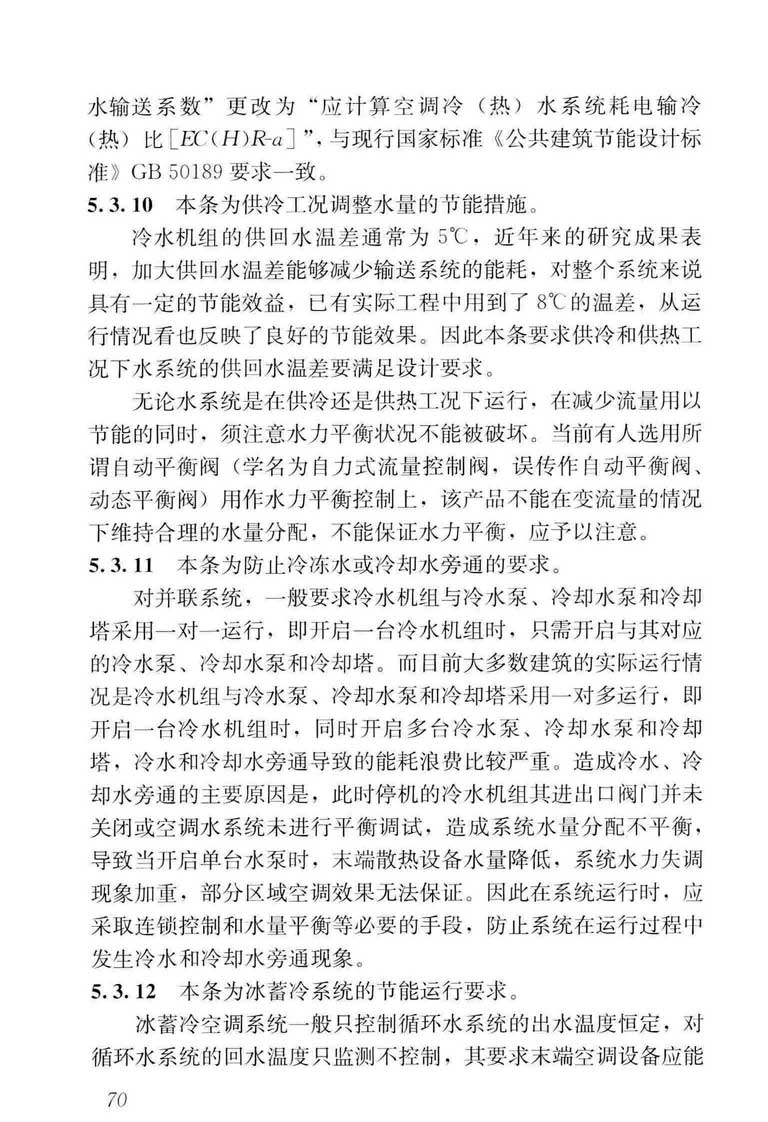 水输送系数”更改为“应计算空调冷（热）水系统耗电输冷
（热）比［EC(H)R-a］”，与现行国家标准《公共建筑节能设计标
准》GB 50189 要求一致。
5. 3. 10 本条为供冷工况调整水量的节能措施。
冷水机组的供回水温差通常为 5℃，近年来的研究成果表
明，加大供回水温差能够减少输送系统的能耗，对整个系统来说
具有一定的节能效益，已有实际工程中用到了 8℃的温差，从运
行情况看也反映了良好的节能效果。因此本条要求供冷和供热工
况下水系统的供回水温差要满足设计要求。
无论水系统是在供冷还是供热工况下运行，在减少流量用以
节能的同时，须注意水力平衡状况不能被破坏。当前有人选用所
谓自动平衡阀（学名为自力式流量控制阀，误传作自动平衡阀、
动态平衡阀）用作水力平衡控制上，该产品不能在变流量的情况
下维持合理的水量分配，不能保证水力平衡，应予以注意。
5. 3. 11 本条为防止冷冻水或冷却水旁通的要求。
对并联系统，一般要求冷水机组与冷水泵、冷却水泵和冷却
塔采用一对一运行，即开启一台冷水机组时，只需开启与其对应
的冷水泵、冷却水泵和冷却塔。而目前大多数建筑的实际运行情
况是冷水机组与冷水泵、冷却水泵和冷却塔采用一对多运行，即
开启一台冷水机组时，同时开启多台冷水泵、冷却水泵和冷却
塔，冷水和冷却水旁通导致的能耗浪费比较严重。造成冷水、冷
却水旁通的主要原因是，此时停机的冷水机组其进出口阀门并未
关闭或空调水系统未进行平衡调试，造成系统水量分配不平衡，
导致当开启单台水泵时，末端散热设备水量降低，系统水力失调
现象加重，部分区域空调效果无法保证。因此在系统运行时，应
采取连锁控制和水量平衡等必要的手段，防止系统在运行过程中
发生冷水和冷却水旁通现象。
5. 3. 12 本条为冰蓄冷系统的节能运行要求。
冰蓄冷空调系统一般只控制循环水系统的出水温度恒定，对
循环水系统的回水温度只监测不控制，其要求末端空调设备应能
70